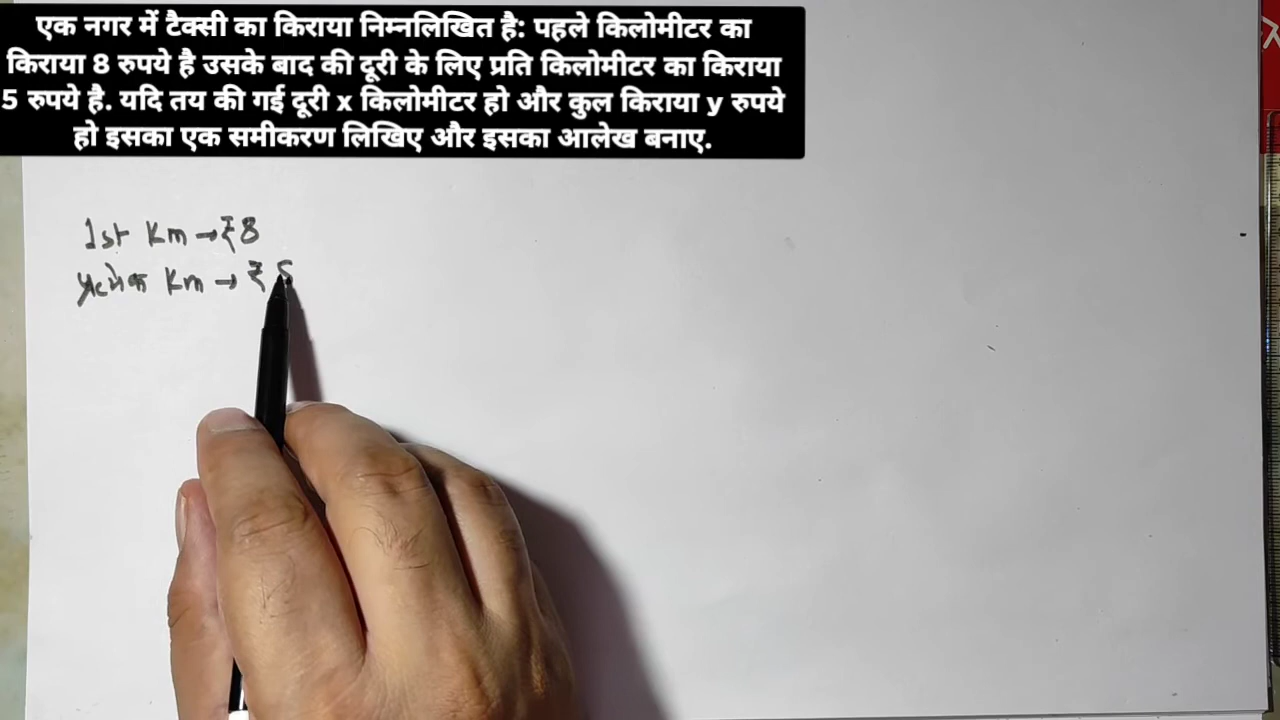 एक नगर में टैक्सी का किराया निम्नलिखित है: पहले किलोमीटर का
किराया 8 रुपये है उसके बाद की दूरी के लिए प्रति किलोमीटर का किराया
5 रुपये है. यदि तय की गई दूरी x किलोमीटर हो और कुल किराया y रुपये
हो इसका एक समीकरण लिखिए और इसका आलेख बनाए.
1st Km → ₹8
प्रत्येक Km → ₹ 5